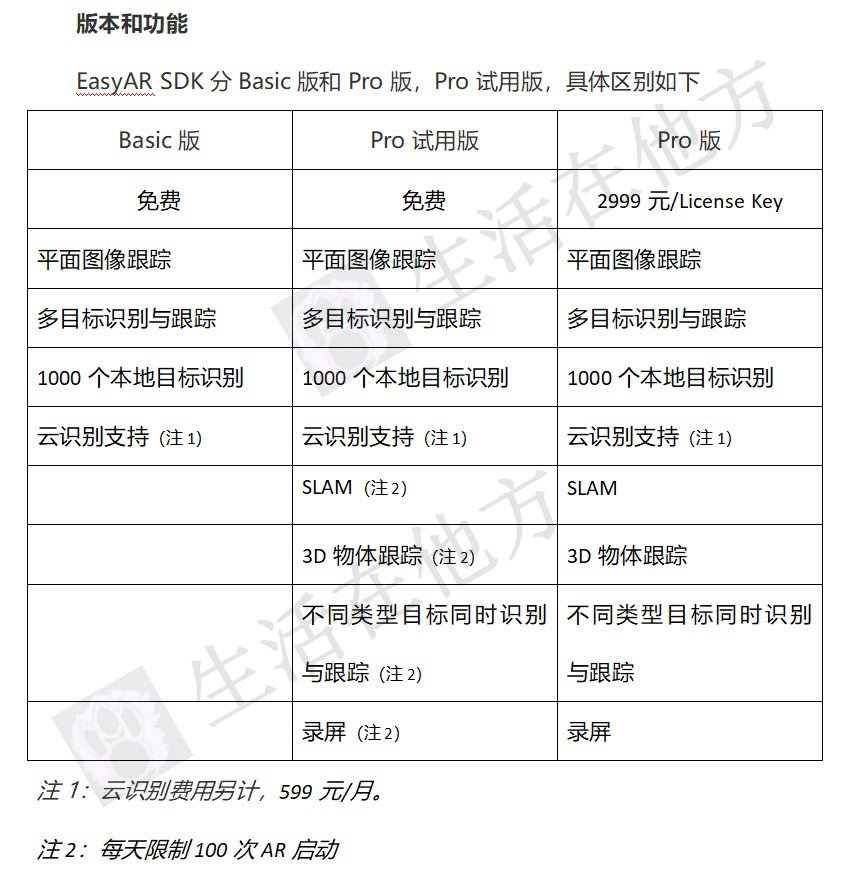 版本和功能
EasyAR SDK 分 Basic 版和 Pro 版，Pro 试用版，具体区别如下
Basic 版 Pro 试用版 Pro 版
免费 免费 2999 元/License Key
平面图像跟踪 平面图像跟踪 平面图像跟踪
多目标识别与跟踪 多目标识别与跟踪 多目标识别与跟踪
1000 个本地目标识别 1000 个本地目标识别 1000 个本地目标识别
云识别支持（注 1） 云识别支持（注 1） 云识别支持（注 1）
SLAM（注 2） SLAM
3D 物体跟踪（注 2） 3D 物体跟踪
不同类型目标同时识别 不同类型目标同时识别
与跟踪（注 2） 与跟踪
录屏（注 2） 录屏
注 1：云识别费用另计，599 元/月。
注 2：每天限制 100 次 AR 启动
生活在他方
生活在他方